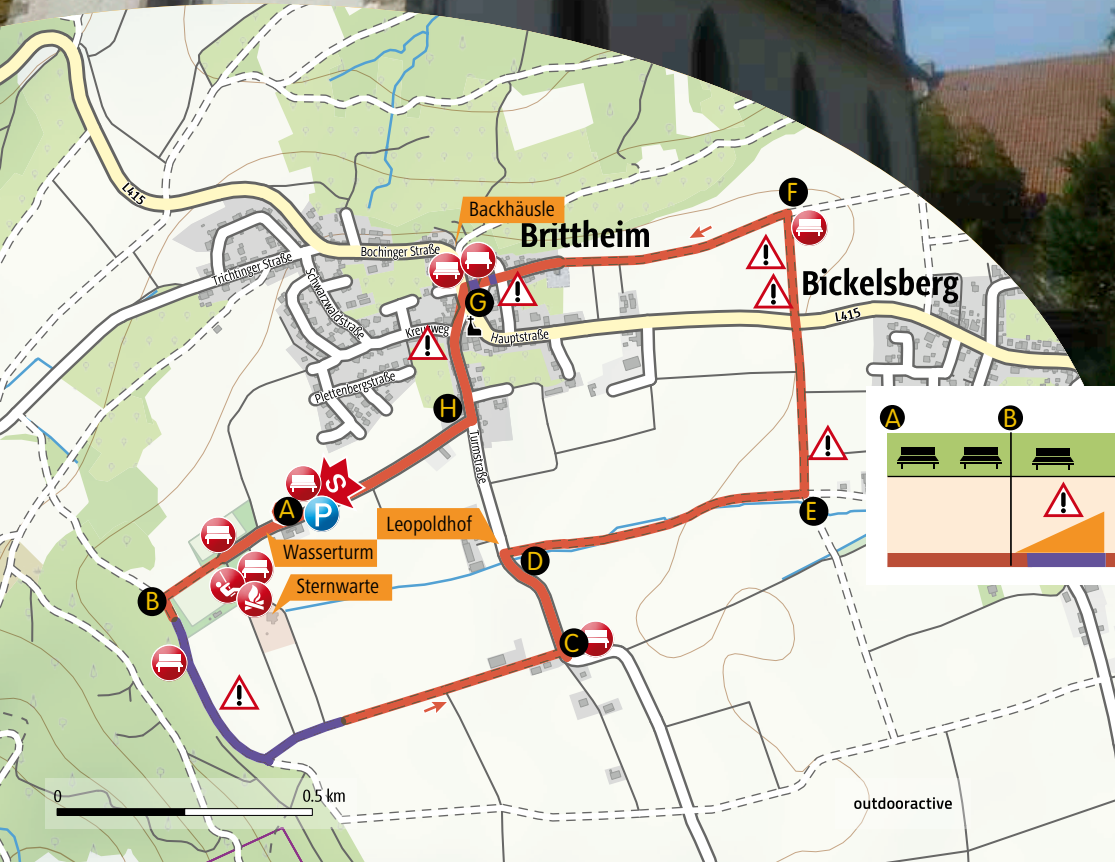 L415
F
Backhäusle
Brittheim
Bochinger Straße
Trichtinger Straße
Schwarzwaldstraße
Bickelsberg
G
Kreuzweg
Hauptstraße
L415
Plettenbergstraße
H
A
B
Turmstraße
S
A
P
Leopoldhof
E
Wasserturm
D
Sternwarte
B
C
0
0.5 km
outdooractive